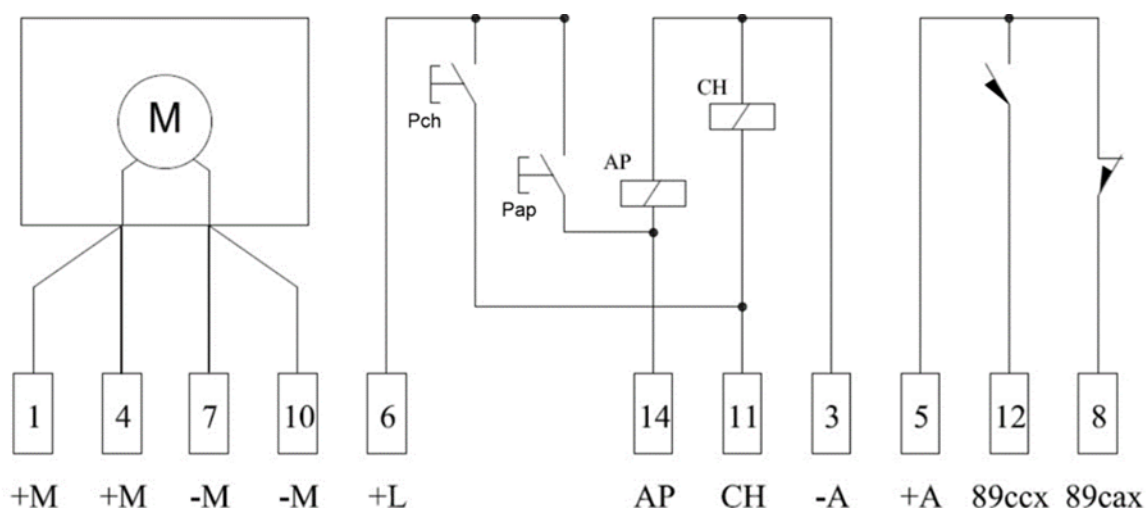 M
CH
Pch
AP
Pap
1 4 7 10 6 14 11 3 5 12 8
+M +M -M -M +L AP CH -A +A 89ccx 89cax